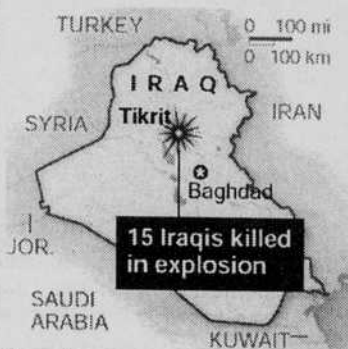 TURKEY
0 100 mi
0 100 km
IRAQ
Tikrit
SYRIA
IRAN
Baghdad
JOR.
15 Iraqis killed
in explosion
SAUDI
ARABIA
KUWAIT